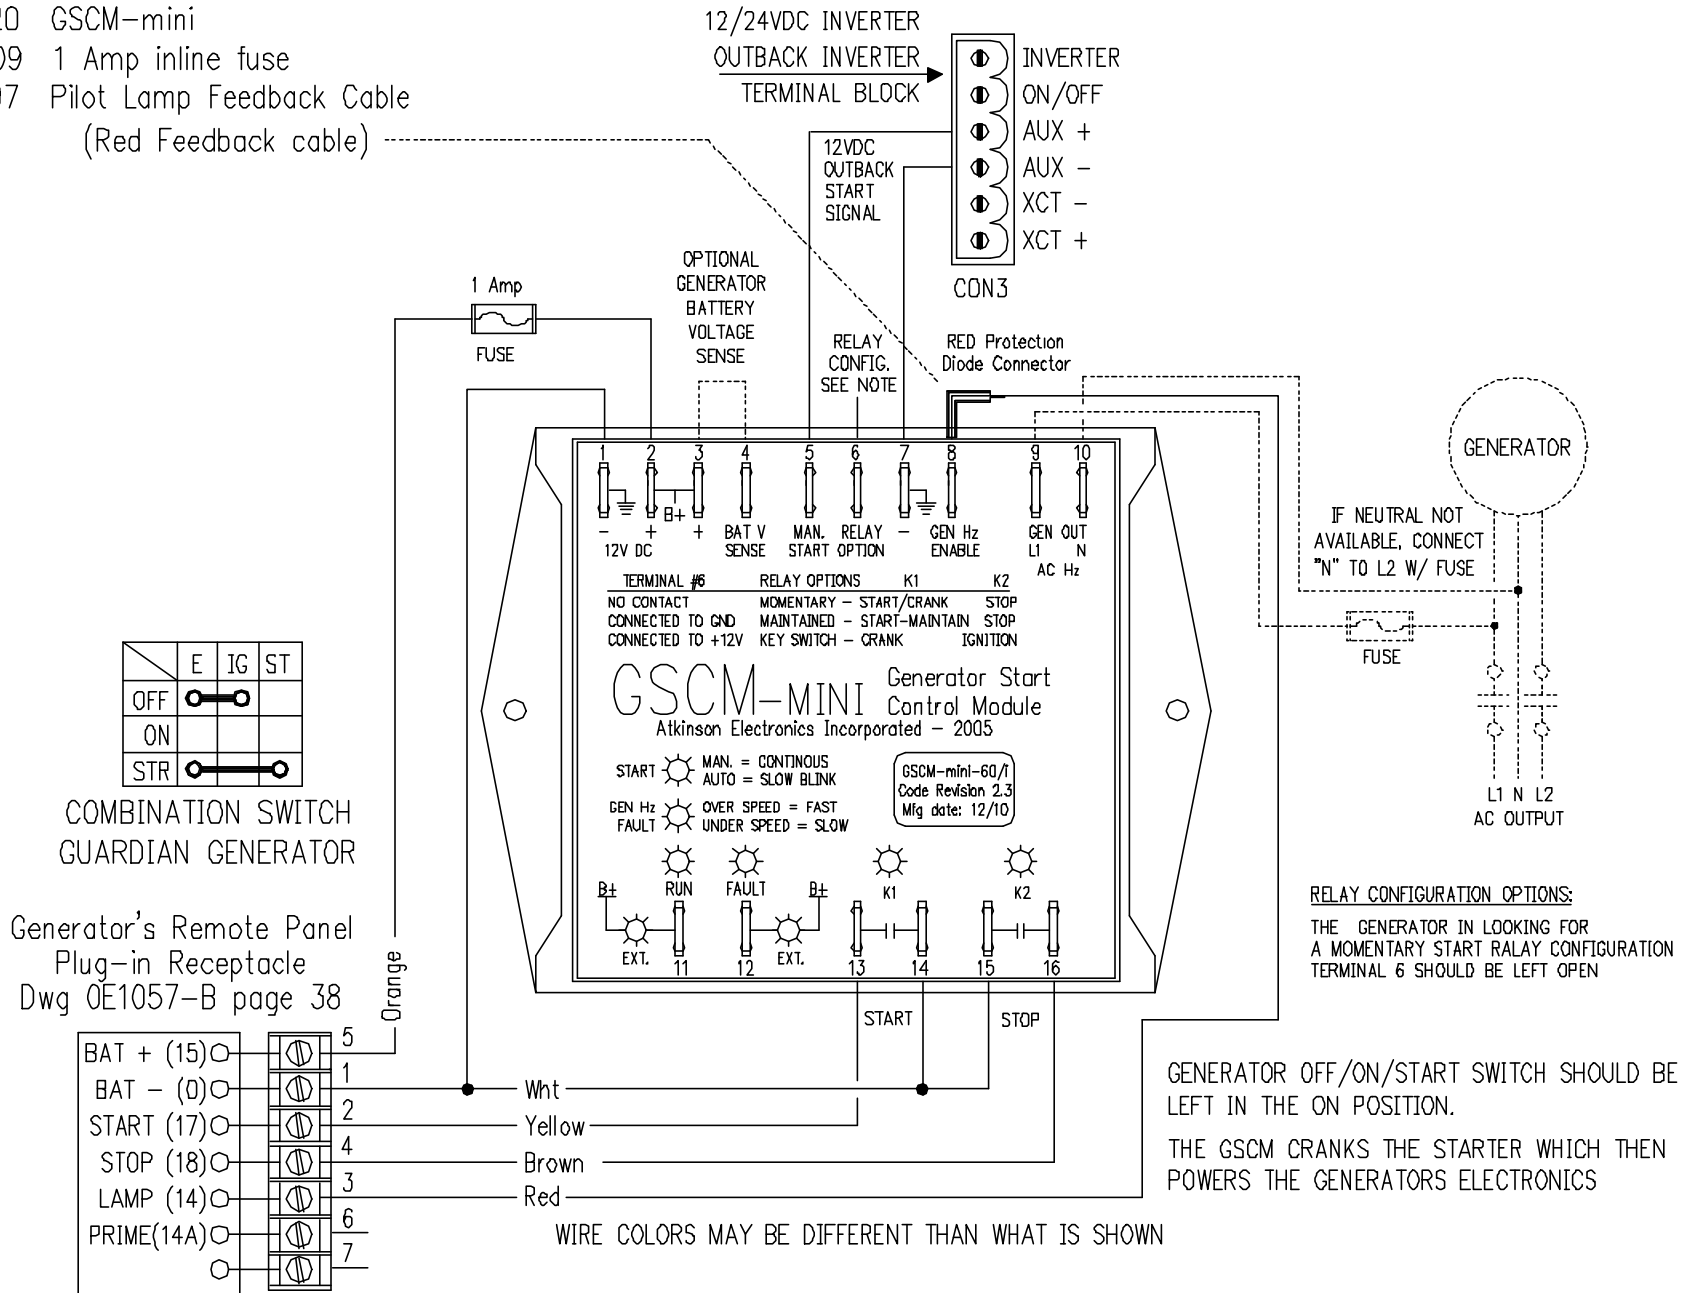 20 GSCM-mini
09 1 Amp inline fuse
07 Pilot Lamp Feedback Cable
(Red Feedback cable)
12/24VDC INVERTER
OUTBACK INVERTER
TERMINAL BLOCK
INVERTER
ON/OFF
AUX +
AUX -
XCT -
XCT +
CON3
12VDC
OUTBACK
START
SIGNAL
OPTIONAL
GENERATOR
BATTERY
VOLTAGE
SENSE
1 Amp
FUSE
RELAY
CONFIG.
SEE NOTE
RED Protection
Diode Connector
GENERATOR
IF NEUTRAL NOT
AVAILABLE, CONNECT
"N" TO L2 W/ FUSE
FUSE
L1 N L2
AC OUTPUT
1 2 3 4 5 6 7 8 9 10
B+
- + + BAT V MAN. RELAY - GEN Hz GEN OUT
12V DC SENSE START OPTION ENABLE L1 N
AC Hz
TERMINAL #6 RELAY OPTIONS K1 K2
NO CONTACT MOMENTARY - START/CRANK STOP
CONNECTED TO GND MAINTAINED - START-MAINTAIN STOP
CONNECTED TO +12V KEY SWITCH - CRANK IGNITION
GSCM-MINI
Generator Start
Control Module
Atkinson Electronics Incorporated - 2005
START MAN. = CONTINOUS
AUTO = SLOW BLINK
GEN Hz OVER SPEED = FAST
FAULT UNDER SPEED = SLOW
GSCM-mini-60/i
Code Revision 2.3
Mfg date: 12/10
B+ RUN FAULT B+ K1 K2
EXT. 11 12 EXT. 13 14 15 16
START STOP
E IG ST
OFF
ON
STR
COMBINATION SWITCH
GUARDIAN GENERATOR
Generator's Remote Panel
Plug-in Receptacle
Dwg 0E1057-B page 38
Orange
BAT + (15) 5
BAT - (0) 1 Wht
START (17) 2 Yellow
STOP (18) 4 Brown
LAMP (14) 3 Red
PRIME(14A) 6
7
WIRE COLORS MAY BE DIFFERENT THAN WHAT IS SHOWN
RELAY CONFIGURATION OPTIONS:
THE GENERATOR IN LOOKING FOR
A MOMENTARY START RALAY CONFIGURATION
TERMINAL 6 SHOULD BE LEFT OPEN
GENERATOR OFF/ON/START SWITCH SHOULD BE
LEFT IN THE ON POSITION.
THE GSCM CRANKS THE STARTER WHICH THEN
POWERS THE GENERATORS ELECTRONICS